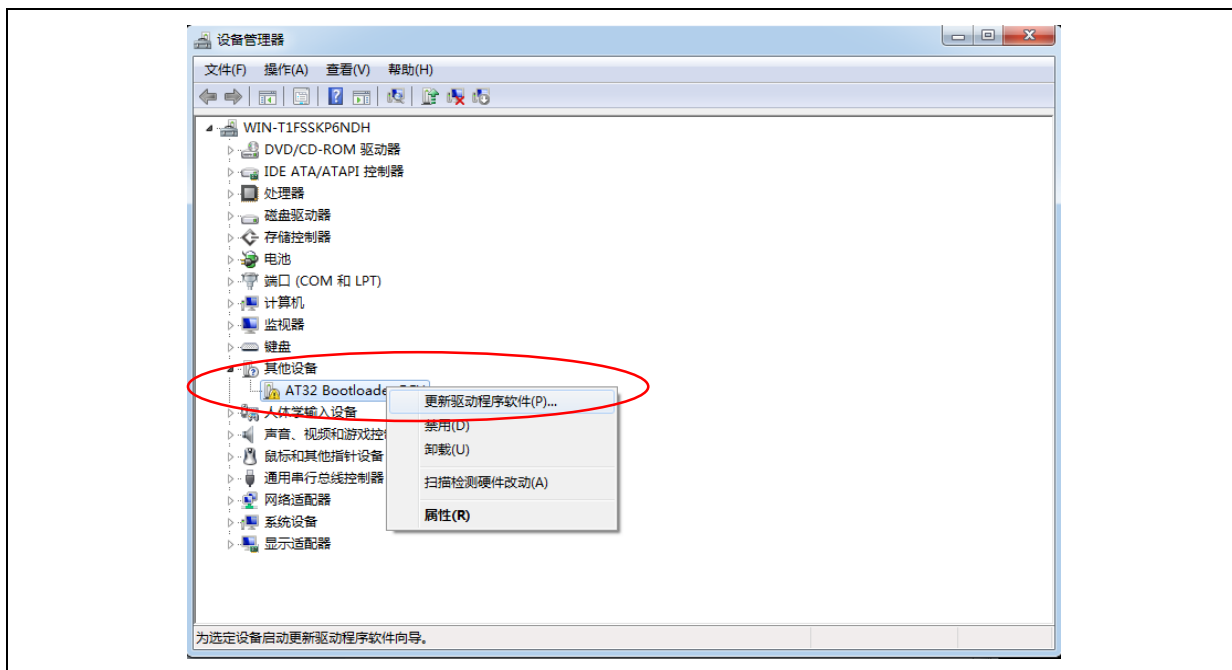 设备管理器
文件(F) 操作(A) 查看(V) 帮助(H)
WIN-T1FSSKP6NDH
DVD/CD-ROM 驱动器
IDE ATA/ATAPI 控制器
处理器
磁盘驱动器
存储控制器
电池
端口 (COM 和 LPT)
计算机
监视器
键盘
其他设备
AT32
更新驱动程序软件(P)...
人体学输入设备
禁用(D)
声音、视频和游戏控
卸载(U)
鼠标和其他指针设备
通用串行总线控制器
扫描检测硬件改动(A)
网络适配器
属性(R)
系统设备
显示适配器
为选定设备启动更新驱动程序软件向导。